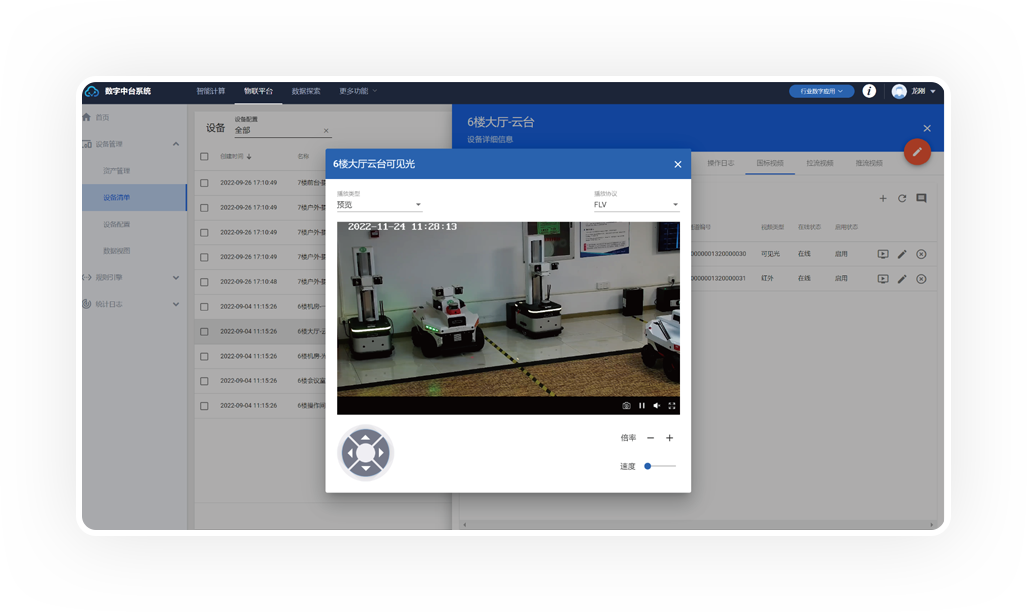 数字中台系统
智能计算
物联平台
数据探索
更多功能
行业数字应用
i
龙刚
首页
设备管理
资产管理
设备清单
设备配置
数据视图
规则引擎
统计日志
设备
设备配置
全部
创建时间
名称
2022-09-26 17:10:49
7楼前台-
2022-09-26 17:10:49
7楼户外-
2022-09-26 17:10:49
7楼户外-
2022-09-26 17:10:49
7楼户外-
2022-09-26 17:10:48
7楼户外-
2022-09-04 11:15:26
6楼机房-
2022-09-04 11:15:26
6楼大厅-
2022-09-04 11:15:26
6楼机房-
2022-09-04 11:15:26
6楼会议室
2022-09-04 11:15:26
6楼操作间
6楼大厅-云台
设备详细信息
操作日志
国标视频
拉流视频
推流视频
通道编号
视频类型
在线状态
启用状态
00000001320000030
可见光
在线
启用
00000001320000031
红外
在线
启用
6楼大厅云台可见光
播放类型
预览
播放协议
FLV
2022-11-24 11:28:13
倍率
速度